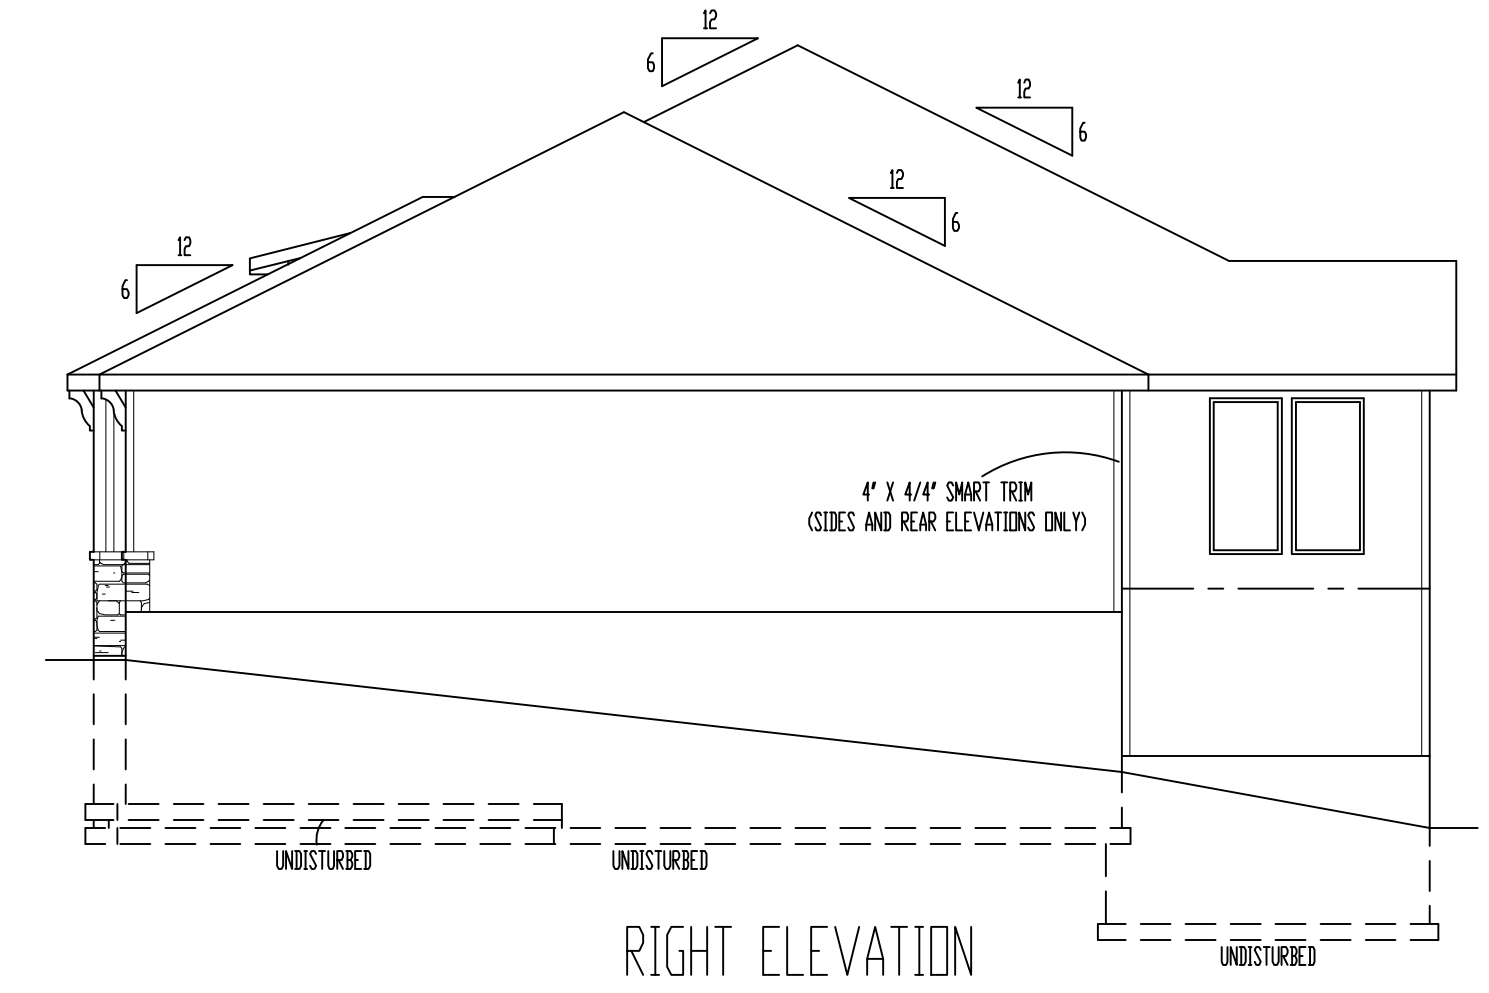 12
6
12
6
12
6
12
6
4" X 4/4" SMART TRIM
(SIDES AND REAR ELEVATIONS ONLY)
UNDISTURBED
UNDISTURBED
UNDISTURBED
RIGHT ELEVATION